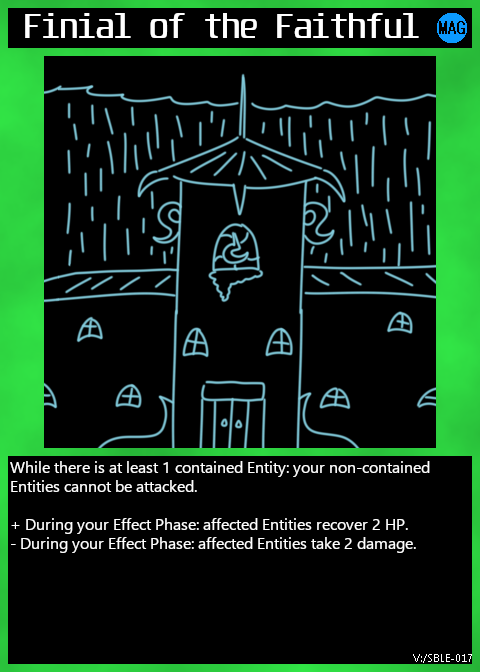 Finial of the Faithful MAG
While there is at least 1 contained Entity: your non-contained
Entities cannot be attacked.
+ During your Effect Phase: affected Entities recover 2 HP.
- During your Effect Phase: affected Entities take 2 damage.
V:/SBLE-017